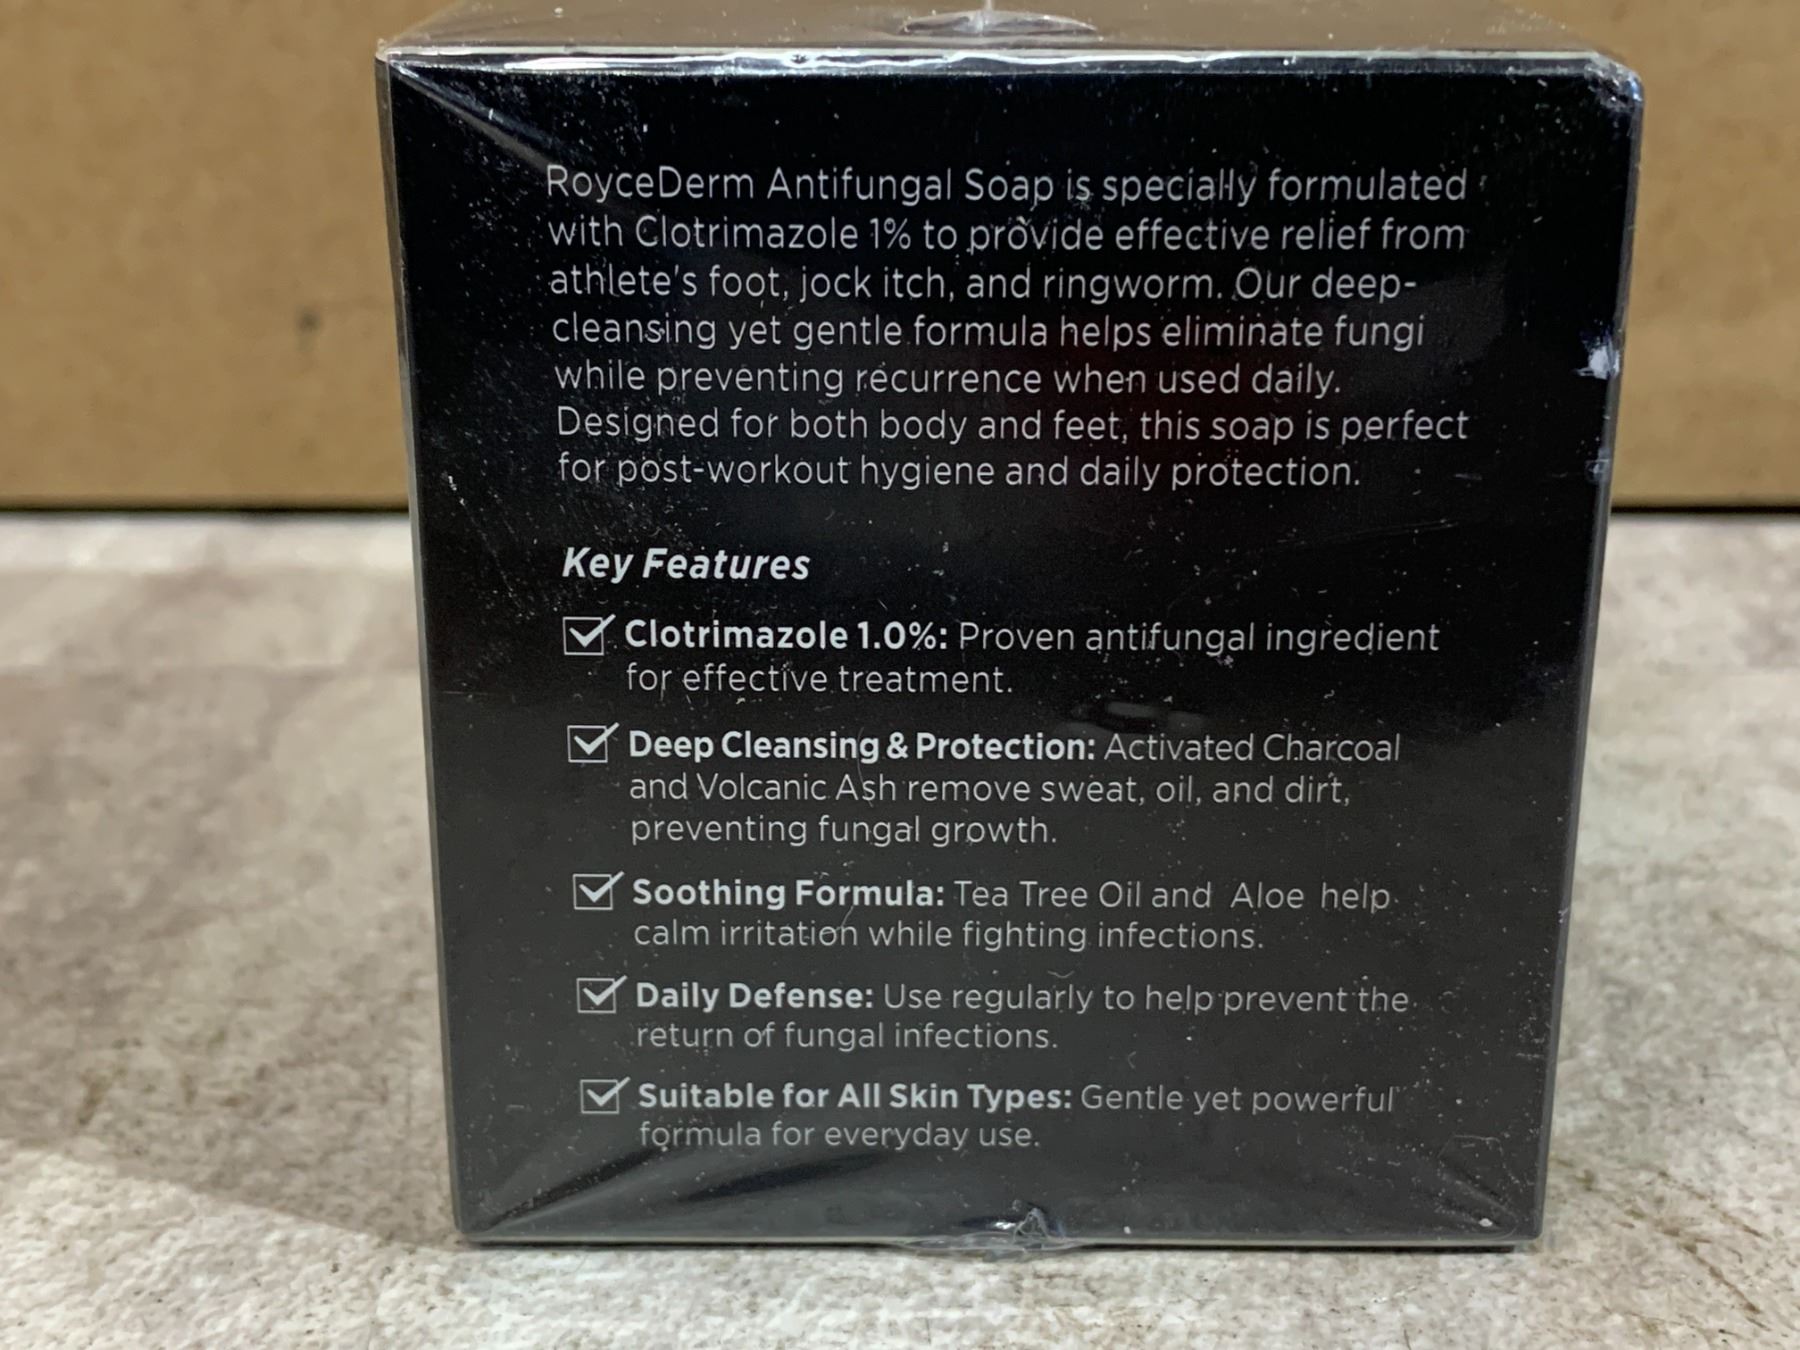 RoyceDerm Antifungal Soap is specially formulated
with Clotrimazole 1% to provide effective relief from
athlete's foot, jock itch, and ringworm. Our deep-
cleansing yet gentle formula helps eliminate fungi
while preventing recurrence when used daily.
Designed for both body and feet, this soap is perfect
for post-workout hygiene and daily protection.
Key Features
Clotrimazole 1.0%: Proven antifungal ingredient
for effective treatment.
Deep Cleansing & Protection: Activated Charcoal
and Volcanic Ash remove sweat, oil, and dirt,
preventing fungal growth.
Soothing Formula: Tea Tree Oil and Aloe help
calm irritation while fighting infections.
Daily Defense: Use regularly to help prevent the
return of fungal infections.
Suitable for All Skin Types: Gentle yet powerful
formula for everyday use.